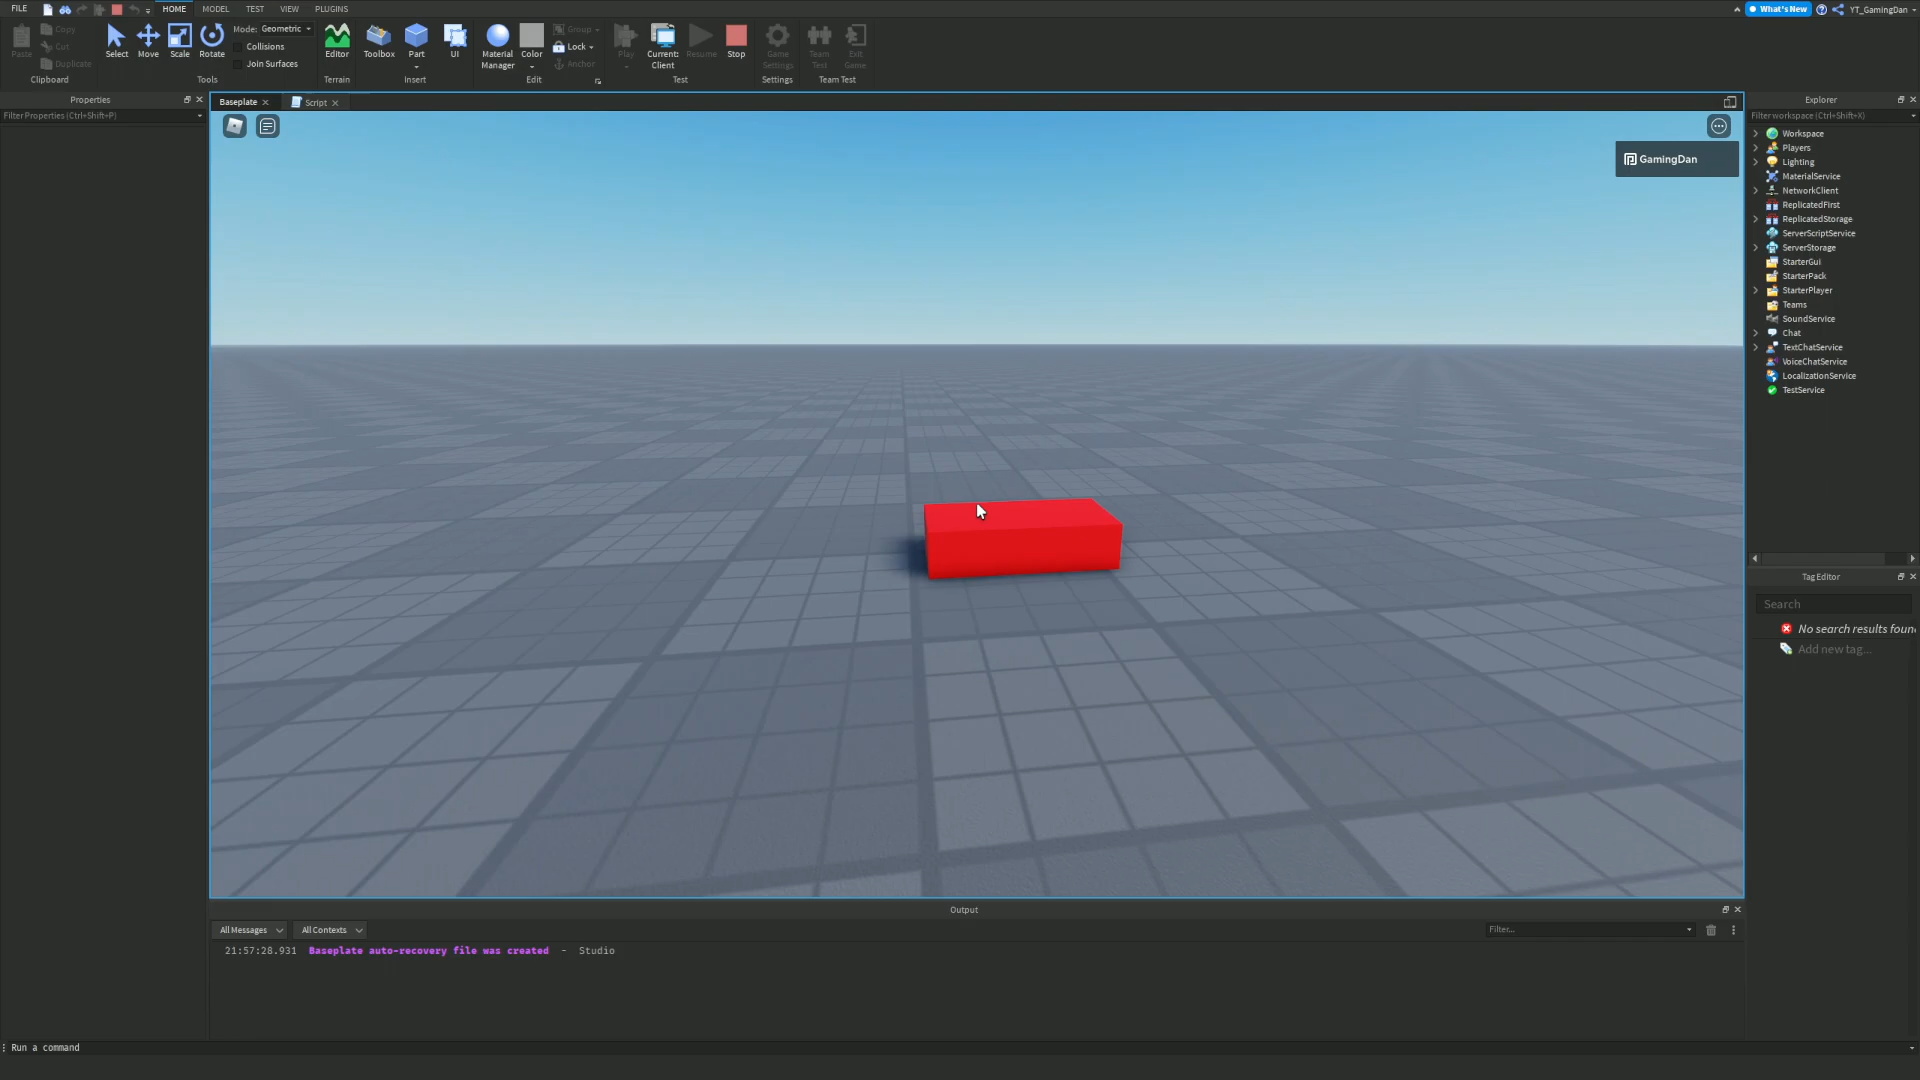 FILE HOME MODEL TEST VIEW PLUGINS What's New YT_GamingDan
Paste Copy Cut Duplicate Clipboard
Select Move Scale Rotate Mode: Geometric Collisions Join Surfaces Tools
Editor Terrain
Toolbox Part UI Insert
Material Manager Color Group Lock Anchor Edit
Play Current: Client Resume Stop Test
Game Settings Settings
Team Test Exit Game Team Test
Properties
Filter Properties (Ctrl+Shift+P)
Baseplate Script
GamingDan
Explorer
Filter workspace (Ctrl+Shift+X)
Workspace
Players
Lighting
MaterialService
NetworkClient
ReplicatedFirst
ReplicatedStorage
ServerScriptService
ServerStorage
StarterGui
StarterPack
StarterPlayer
Teams
SoundService
Chat
TextChatService
VoiceChatService
LocalizationService
TestService
Tag Editor
Search
No search results foun
Add new tag...
Output
All Messages All Contexts Filter...
21:57:28.931 Baseplate auto-recovery file was created - Studio
Run a command